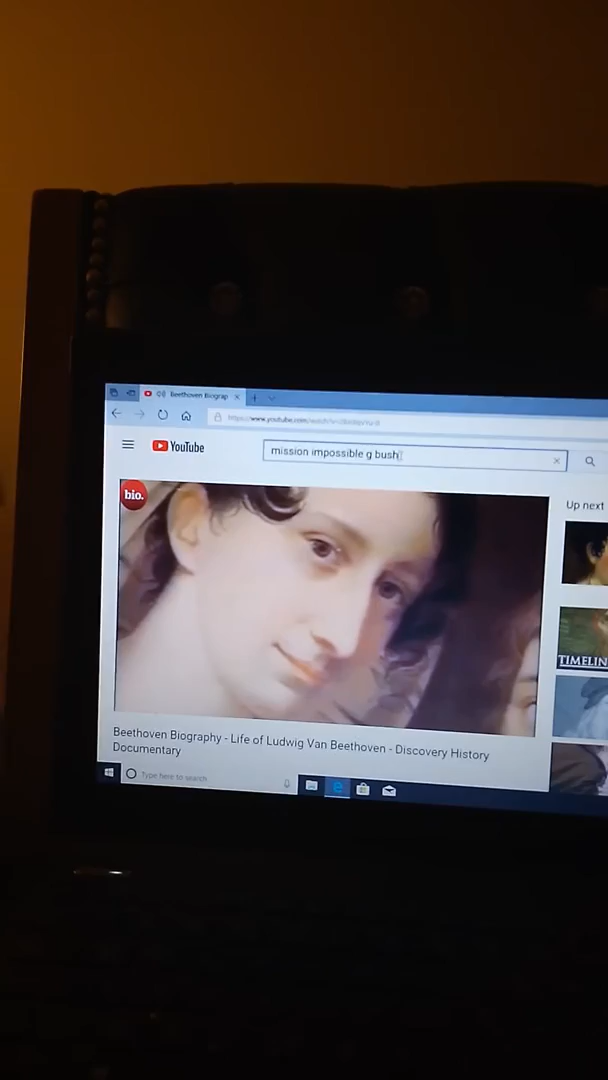 Beethoven Biograp
YouTube
mission impossible g bush
Up next
bio.
TIMELIN
Beethoven Biography - Life of Ludwig Van Beethoven - Discovery History
Documentary
Type here to search